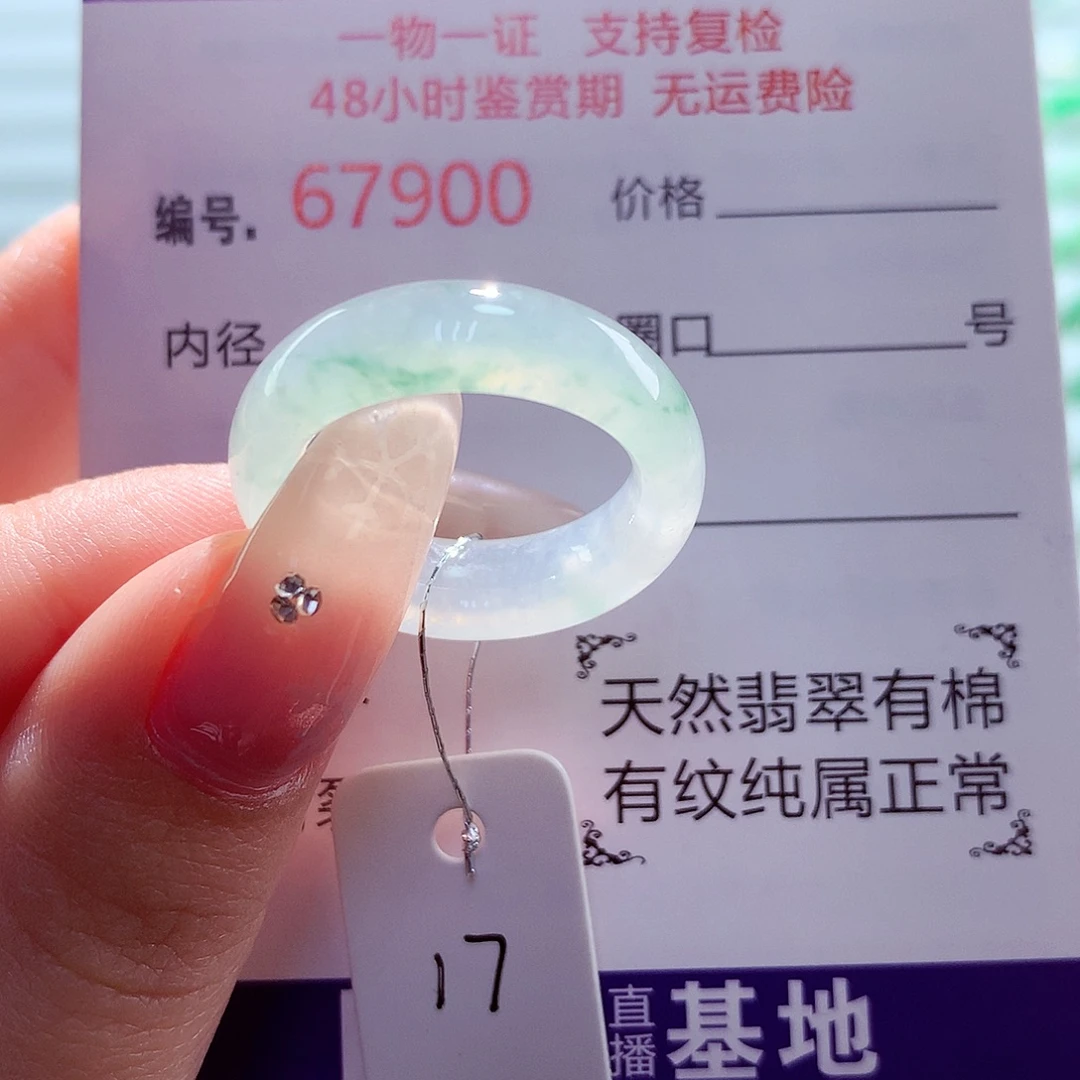 一物一证 支持复检
48小时鉴赏期 无运费险
编号. 67900 价格
内径 圈口 号
天然翡翠有棉
有纹纯属正常
17
直播
基地